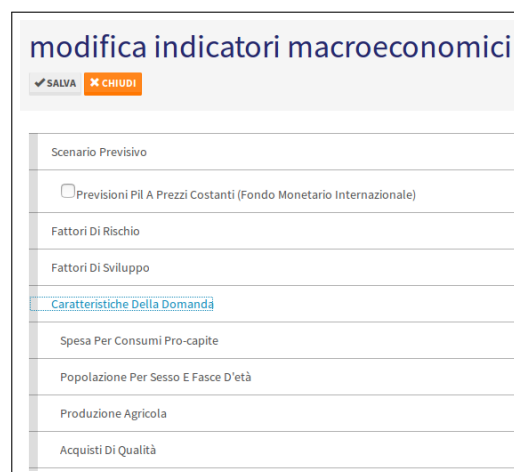 modifica indicatori macroeconomici
SALVA CHIUDI
Scenario Previsivo
Previsioni Pil A Prezzi Costanti (Fondo Monetario Internazionale)
Fattori Di Rischio
Fattori Di Sviluppo
Caratteristiche Della Domanda
Spesa Per Consumi Pro-capite
Popolazione Per Sesso E Fasce D'età
Produzione Agricola
Acquisti Di Qualità